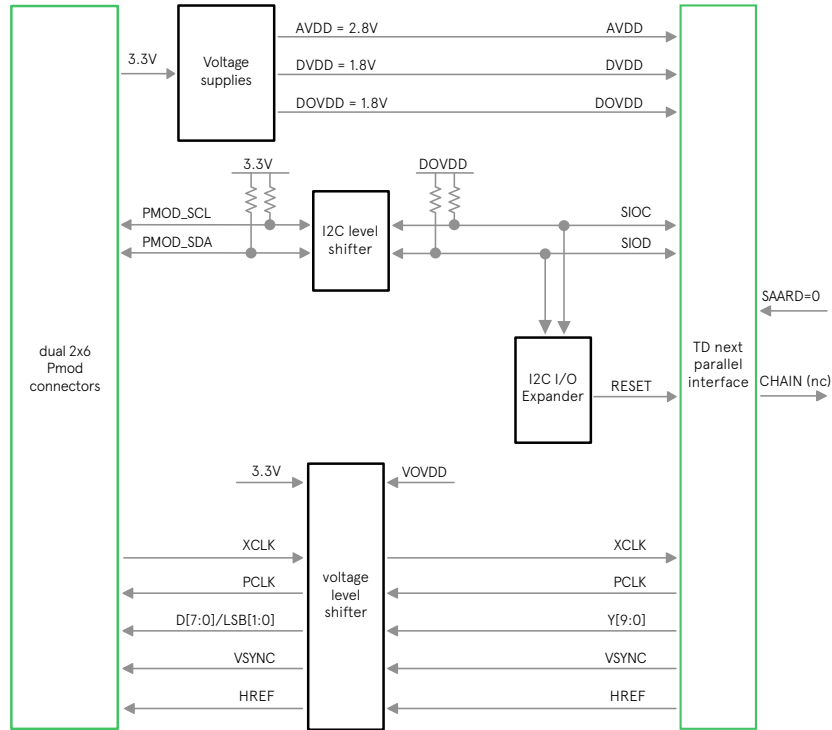 3.3V
Voltage
supplies
AVDD = 2.8V
AVDD
DVDD = 1.8V
DVDD
DOVDD = 1.8V
DOVDD
3.3V
DOVDD
PMOD_SCL
PMOD_SDA
I2C level
shifter
SIOC
SIOD
SAARD=0
dual 2x6
Pmod
connectors
TD next
parallel
interface
CHAIN (nc)
I2C I/O
Expander
RESET
3.3V
VOVDD
XCLK
XCLK
PCLK
PCLK
voltage
level
shifter
D[7:0]/LSB[1:0]
Y[9:0]
VSYNC
VSYNC
HREF
HREF